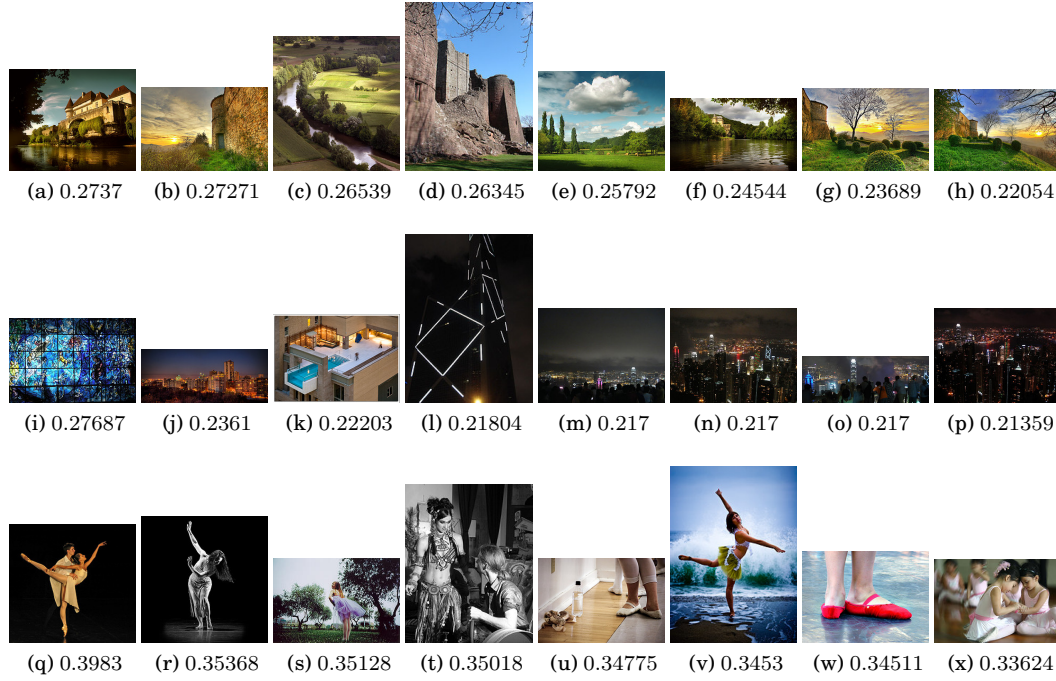 (a) 0.2737 (b) 0.27271 (c) 0.26539 (d) 0.26345 (e) 0.25792 (f) 0.24544 (g) 0.23689 (h) 0.22054
(i) 0.27687 (j) 0.2361 (k) 0.22203 (l) 0.21804 (m) 0.217 (n) 0.217 (o) 0.217 (p) 0.21359
(q) 0.3983 (r) 0.35368 (s) 0.35128 (t) 0.35018 (u) 0.34775 (v) 0.3453 (w) 0.34511 (x) 0.33624